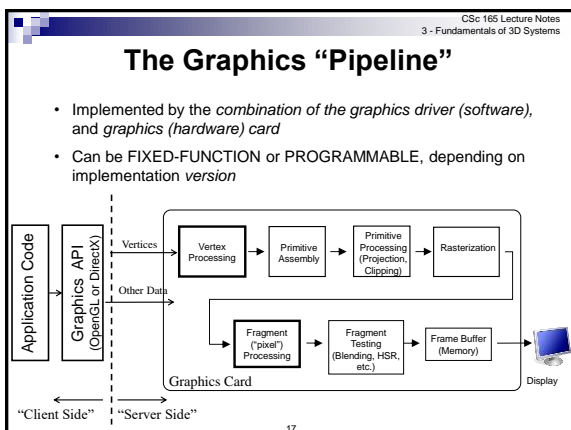 CSc 165 Lecture Notes
3 - Fundamentals of 3D Systems
The Graphics “Pipeline”
• Implemented by the combination of the graphics driver (software),
and graphics (hardware) card
• Can be FIXED-FUNCTION or PROGRAMMABLE, depending on
implementation version
Application Code
Graphics API
(OpenGL or DirectX)
Vertices
Other Data
Vertex
Processing
Primitive
Assembly
Primitive
Processing
(Projection,
Clipping)
Rasterization
Fragment
(“pixel”)
Processing
Fragment
Testing
(Blending, HSR,
etc.)
Frame Buffer
(Memory)
Display
Graphics Card
“Client Side”
“Server Side”
17